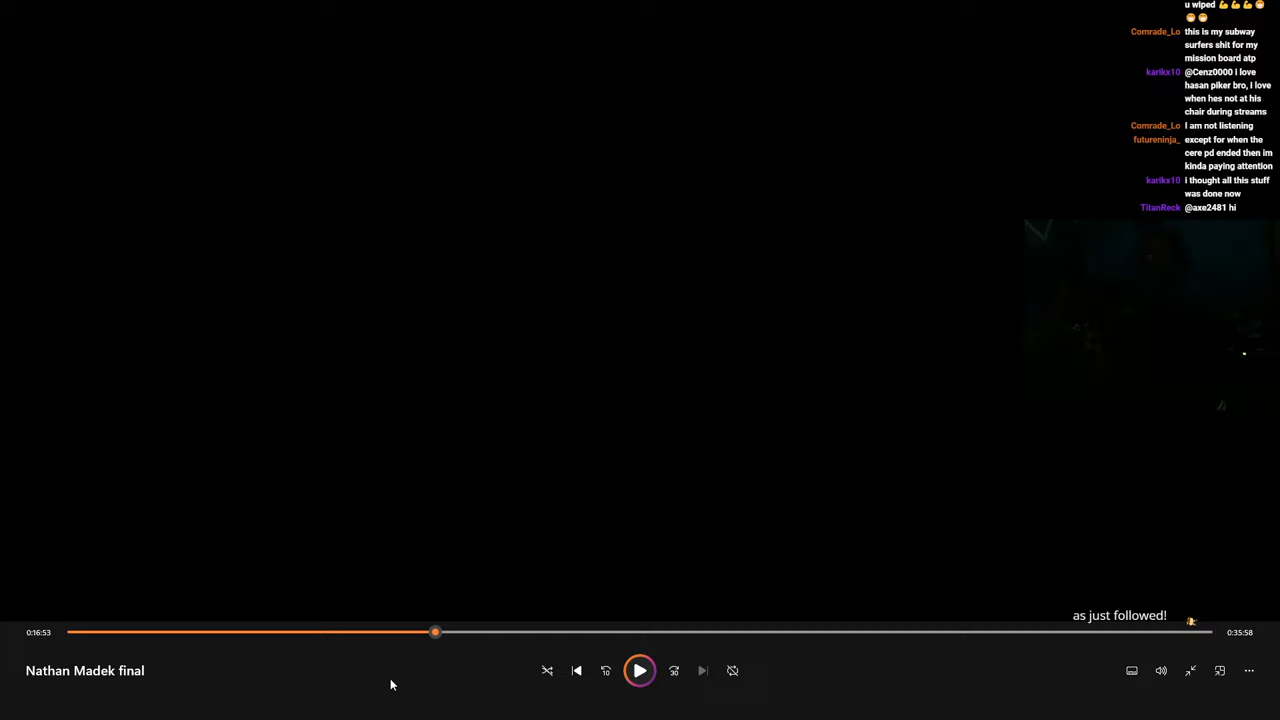 u wiped 💪💪💪😷
😷😷
Comrade_Lo this is my subway
surfers shit for my
mission board atp
karikx10 @Cenz0000 i love
hasan piker bro, i love
when hes not at his
chair during streams
Comrade_Lo I am not listening
futureninja_ except for when the
cere pd ended then im
kinda paying attention
karikx10 i thought all this stuff
was done now
TitanReck @axe2481 hi
as just followed!
0:16:53
0:35:58
Nathan Madek final
10
30